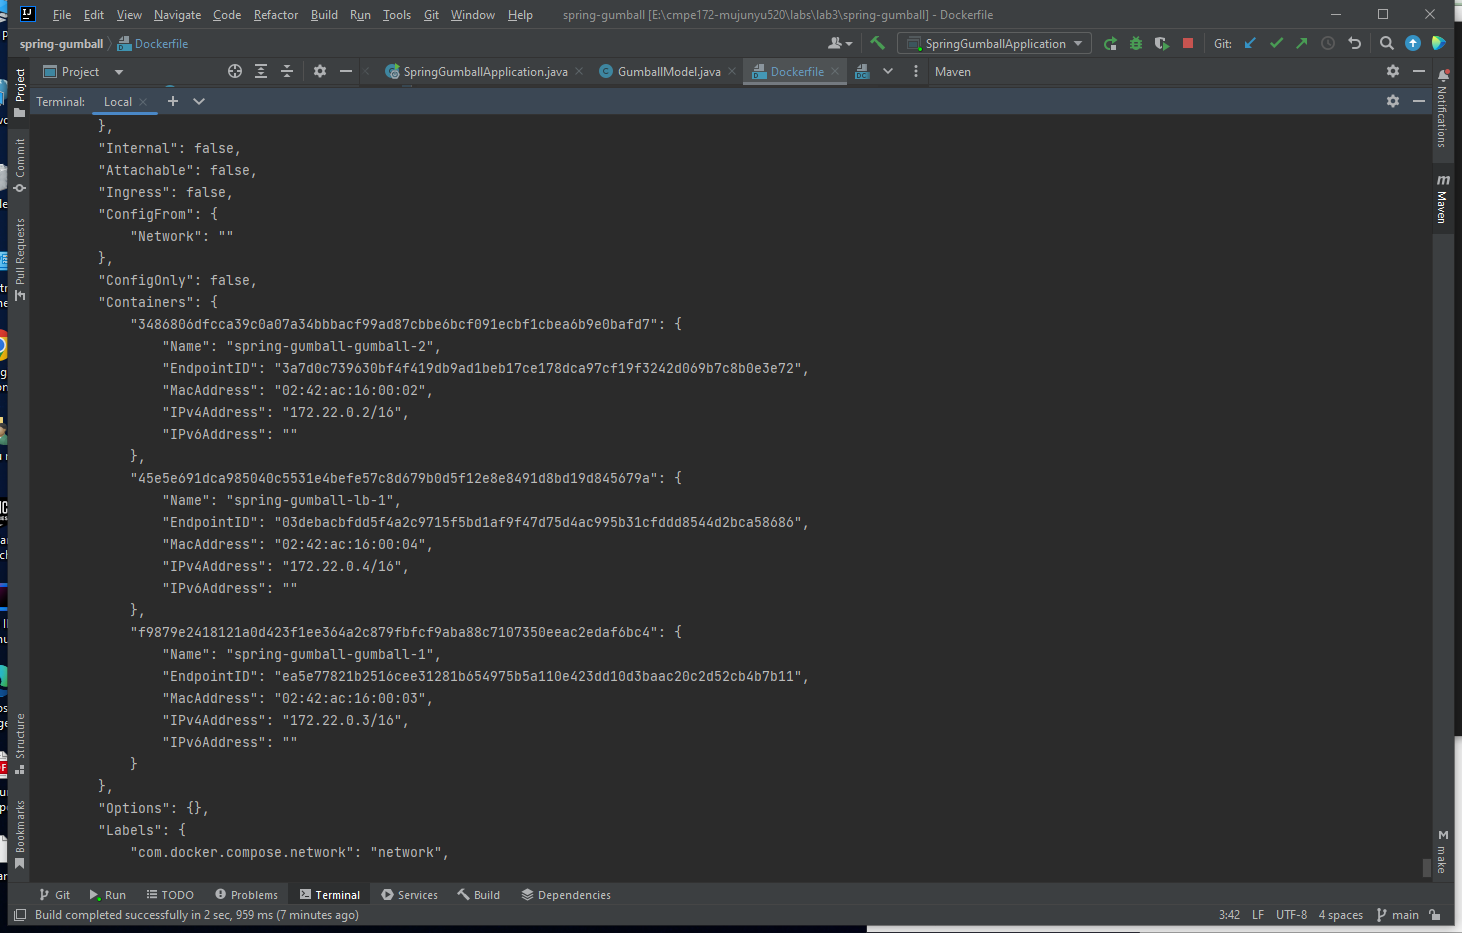 File Edit View Navigate Code Refactor Build Run Tools Git Window Help spring-gumball [E:\cmpe172-mujunyu520\labs\lab3\spring-gumball] - Dockerfile
spring-gumball Dockerfile SpringGumballApplication Git:
Project SpringGumballApplication.java GumballModel.java Dockerfile Maven
Terminal: Local
},
"Internal": false,
"Attachable": false,
"Ingress": false,
"ConfigFrom": {
"Network": ""
},
"ConfigOnly": false,
"Containers": {
"3486806dfcca39c0a07a34bbbacf99ad87cbbe6bcf091ecbf1cbea6b9e0bafd7": {
"Name": "spring-gumball-gumball-2",
"EndpointID": "3a7d0c739630bf4f419db9ad1beb17ce178dca97cf19f3242d069b7c8b0e3e72",
"MacAddress": "02:42:ac:16:00:02",
"IPv4Address": "172.22.0.2/16",
"IPv6Address": ""
},
"45e5e691dca985040c5531e4befe57c8d679b0d5f12e8e8491d8bd19d845679a": {
"Name": "spring-gumball-lb-1",
"EndpointID": "03debacbfdd5f4a2c9715f5bd1af9f47d75d4ac995b31cfddd8544d2bca58686",
"MacAddress": "02:42:ac:16:00:04",
"IPv4Address": "172.22.0.4/16",
"IPv6Address": ""
},
"f9879e2418121a0d423f1ee364a2c879fbfcf9aba88c7107350eeac2edaf6bc4": {
"Name": "spring-gumball-gumball-1",
"EndpointID": "ea5e77821b2516cee31281b654975b5a110e423dd10d3baac20c2d52cb4b7b11",
"MacAddress": "02:42:ac:16:00:03",
"IPv4Address": "172.22.0.3/16",
"IPv6Address": ""
}
},
"Options": {},
"Labels": {
"com.docker.compose.network": "network",
Project
Commit
Pull Requests
Structure
Bookmarks
Notifications
Maven
make
Git Run TODO Problems Terminal Services Build Dependencies
Build completed successfully in 2 sec, 959 ms (7 minutes ago) 3:42 LF UTF-8 4 spaces main